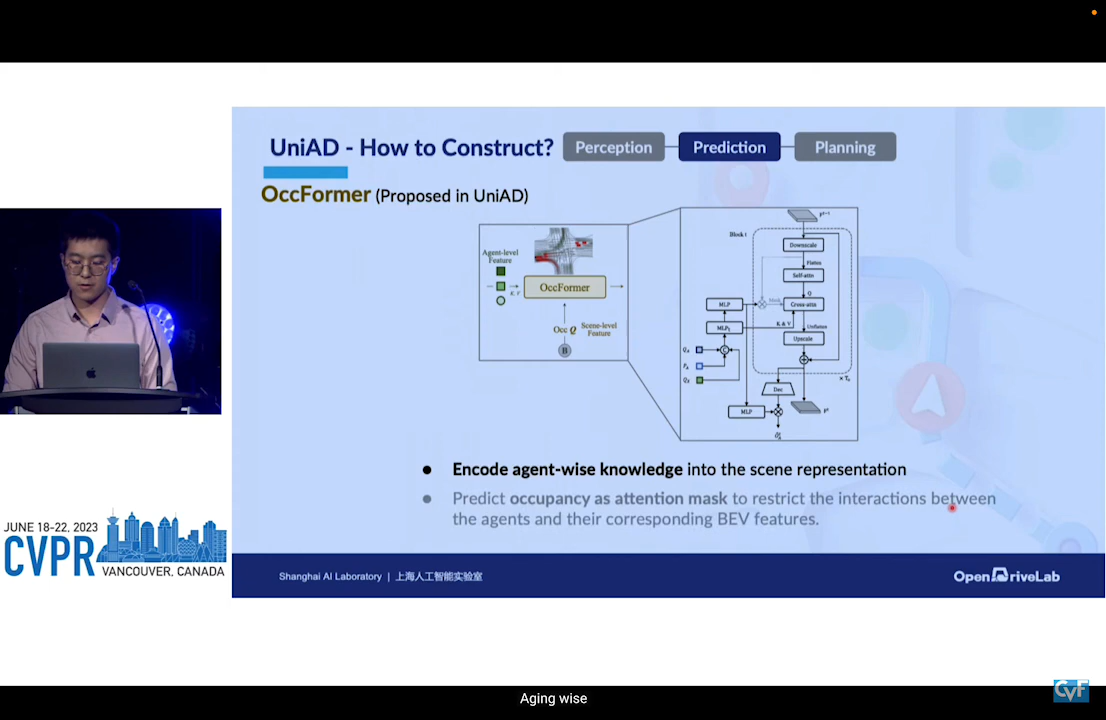 UniAD - How to Construct?
Perception
Prediction
Planning
OccFormer (Proposed in UniAD)
Agent-level
Feature
K, V
OccFormer
Occ Q
Scene-level
Feature
B
Block t
Downscale
Flatten
Self-attn
Q
MLP
Cross-attn
K & V
Unflatten
Upscale
C
Dec
MLP
Encode agent-wise knowledge into the scene representation
Predict occupancy as attention mask to restrict the interactions between
the agents and their corresponding BEV features.
JUNE 18-22, 2023
CVPR
VANCOUVER, CANADA
Shanghai AI Laboratory | 上海人工智能实验室
OpenDriveLab
Aging wise
CVF